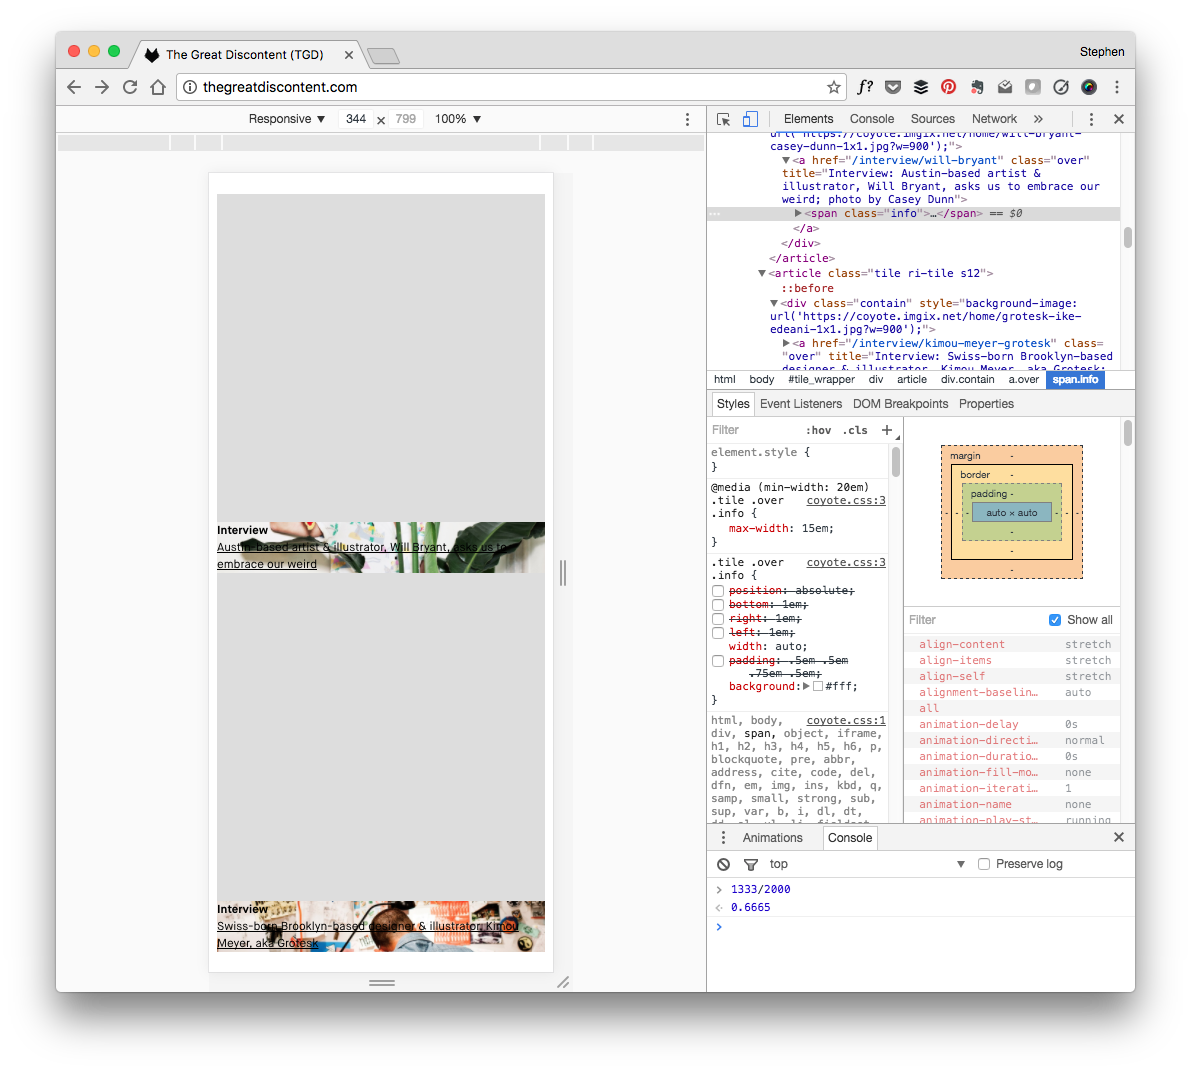 The Great Discontent (TGD)
Stephen
thegreatdiscontent.com
f?
Responsive ▼ 344 × 799 100% ▼
Elements Console Sources Network »
url('https://coyote.imgix.net/home/will-bryant-
casey-dunn-1x1.jpg?w=900');">
▼<a href="/interview/will-bryant" class="over"
title="Interview: Austin-based artist &
illustrator, Will Bryant, asks us to embrace our
weird; photo by Casey Dunn">
… ▶<span class="info">…</span> == $0
</a>
</div>
</article>
▼<article class="tile ri-tile s12">
::before
▼<div class="contain" style="background-image:
url('https://coyote.imgix.net/home/grotesk-ike-
edeani-1x1.jpg?w=900');">
▶<a href="/interview/kimou-meyer-grotesk" class=
"over" title="Interview: Swiss-born Brooklyn-based
designer & illustrator, Kimou Meyer, aka Grotesk;
html body #tile_wrapper div article div.contain a.over span.info
Styles Event Listeners DOM Breakpoints Properties
Filter :hov .cls +
element.style {
}
@media (min-width: 20em)
.tile .over coyote.css:3
.info {
max-width: 15em;
}
.tile .over coyote.css:3
.info {
position: absolute;
bottom: 1em;
right: 1em;
left: 1em;
width: auto;
padding: .5em .5em
.75em .5em;
background:▶#fff;
}
html, body, coyote.css:1
div, span, object, iframe,
h1, h2, h3, h4, h5, h6, p,
blockquote, pre, abbr,
address, cite, code, del,
dfn, em, img, ins, kbd, q,
samp, small, strong, sub,
sup, var, b, i, dl, dt,
dd, ol, ul, li, fieldset,
margin -
border -
padding -
- - - auto × auto - - -
-
-
-
Filter Show all
align-content stretch
align-items stretch
align-self stretch
alignment-baselin… auto
all
animation-delay 0s
animation-directi… normal
animation-duratio… 0s
animation-fill-mo… none
animation-iterati… 1
animation-name none
animation-play-st… running
Interview
Austin-based artist & illustrator, Will Bryant, asks us to
embrace our weird
Interview
Swiss-born Brooklyn-based designer & illustrator, Kimou
Meyer, aka Grotesk
Animations Console
top ▼ Preserve log
> 1333/2000
0.6665
>